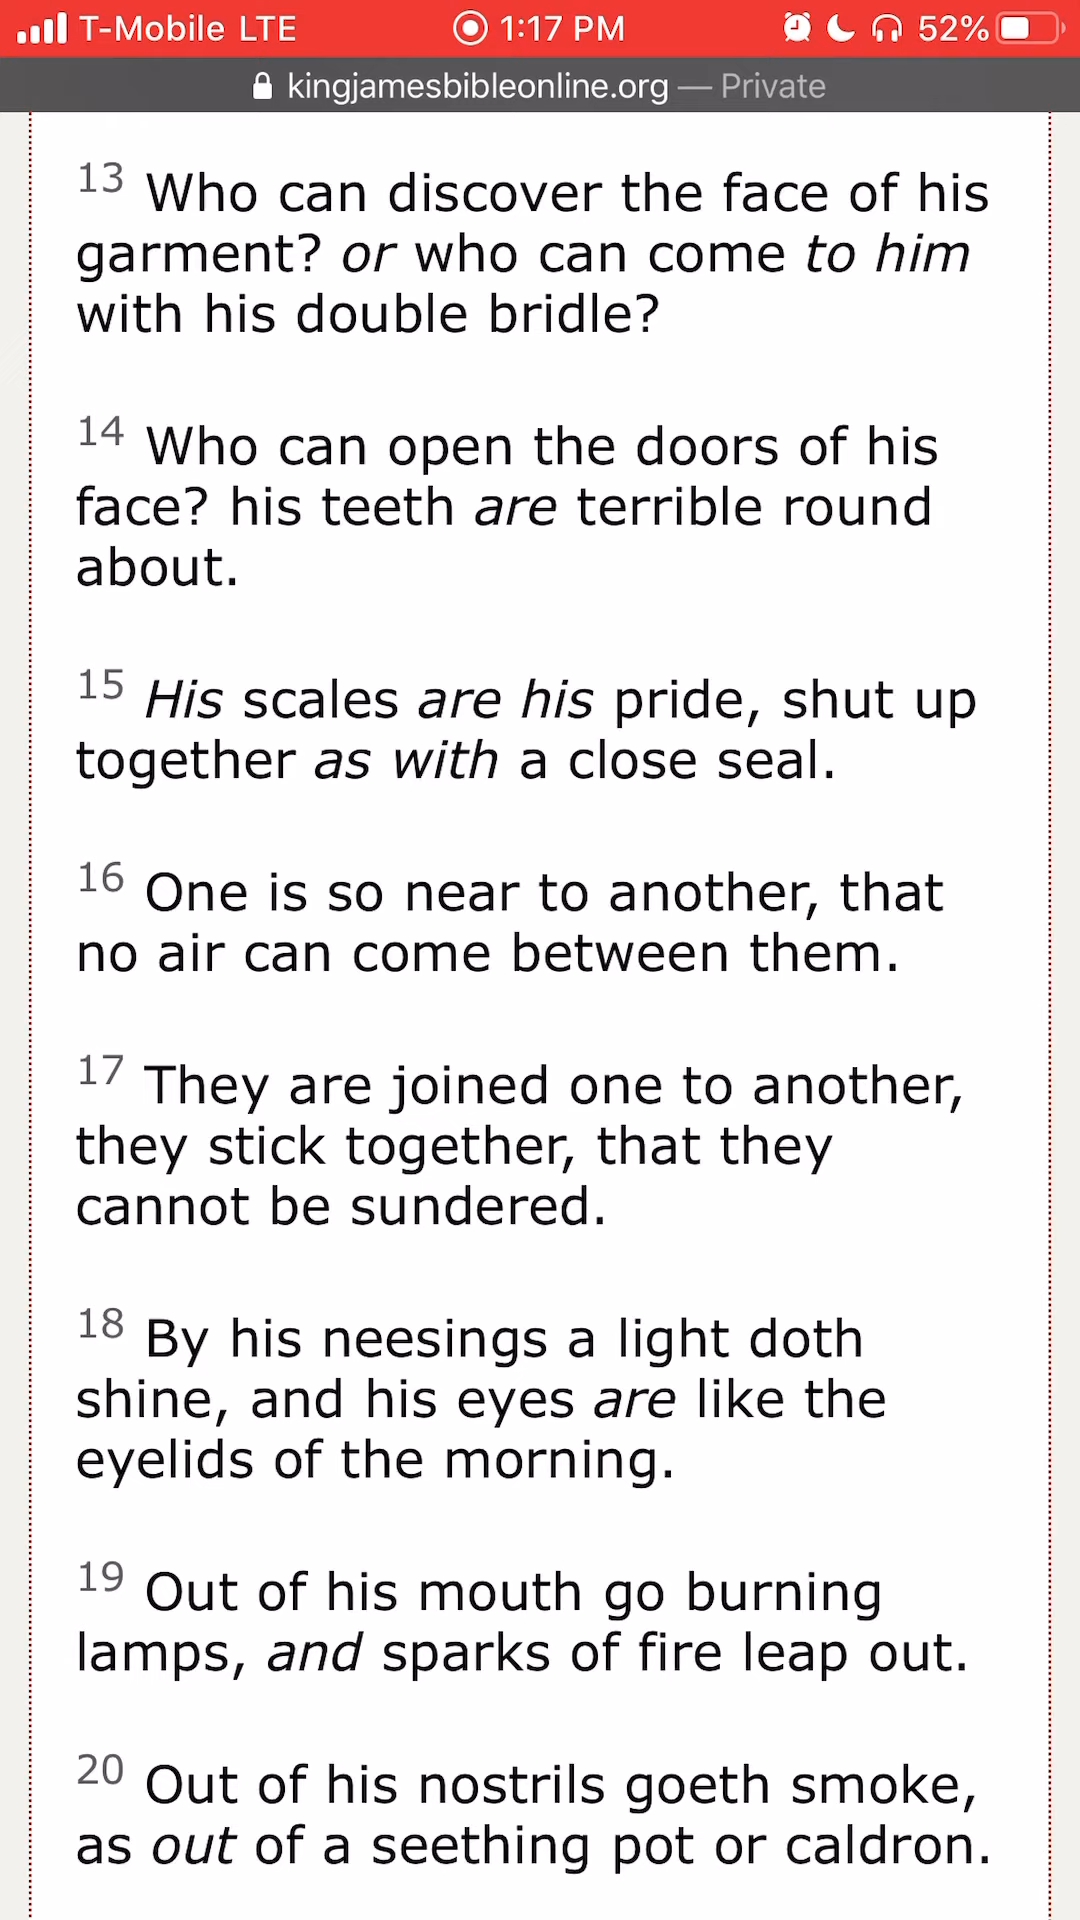 T-Mobile LTE 1:17 PM 52%
kingjamesbibleonline.org — Private
13 Who can discover the face of his
garment? or who can come to him
with his double bridle?
14 Who can open the doors of his
face? his teeth are terrible round
about.
15 His scales are his pride, shut up
together as with a close seal.
16 One is so near to another, that
no air can come between them.
17 They are joined one to another,
they stick together, that they
cannot be sundered.
18 By his neesings a light doth
shine, and his eyes are like the
eyelids of the morning.
19 Out of his mouth go burning
lamps, and sparks of fire leap out.
20 Out of his nostrils goeth smoke,
as out of a seething pot or caldron.